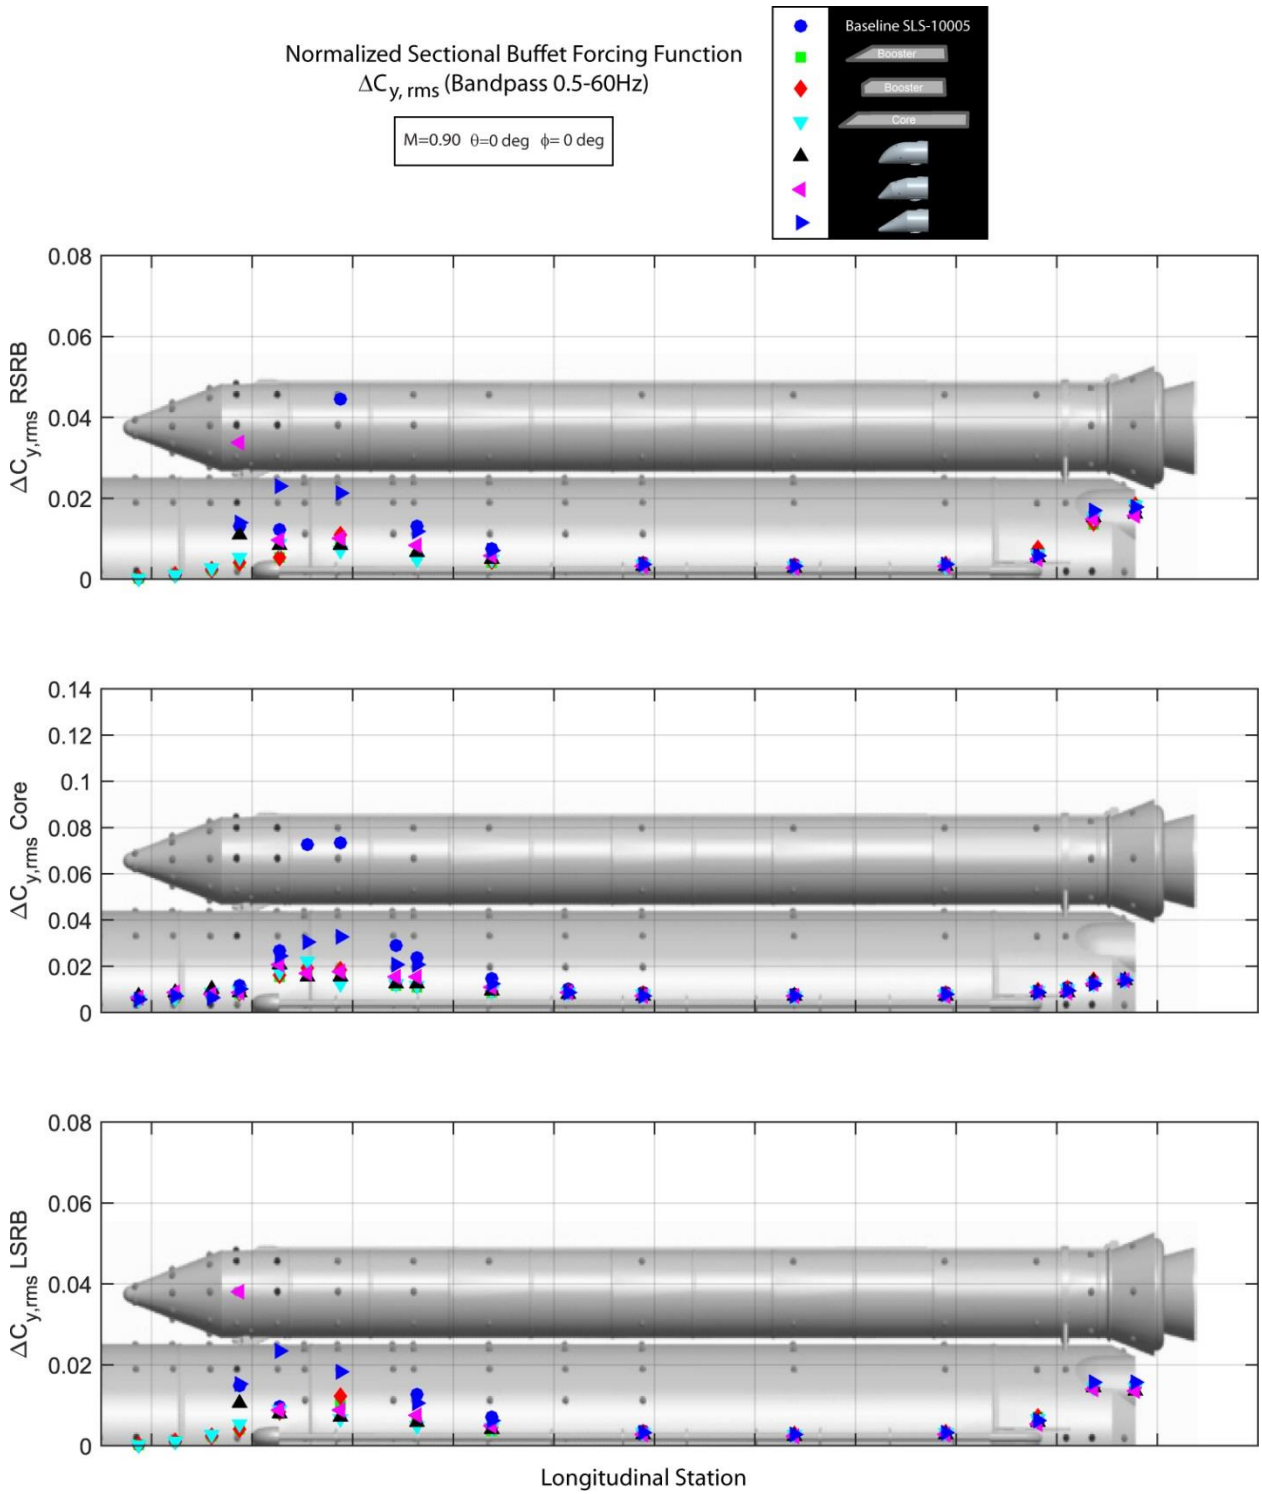 Baseline SLS-10005
Normalized Sectional Buffet Forcing Function
ΔCy, rms (Bandpass 0.5-60Hz)
Booster
Booster
Core
M=0.90 θ=0 deg ϕ= 0 deg
0.08
0.06
0.04
0.02
0
ΔCy,rms RSRB
0.14
0.12
0.1
0.08
0.06
0.04
0.02
0
ΔCy,rms Core
0.08
0.06
0.04
0.02
0
ΔCy,rms LSRB
Longitudinal Station